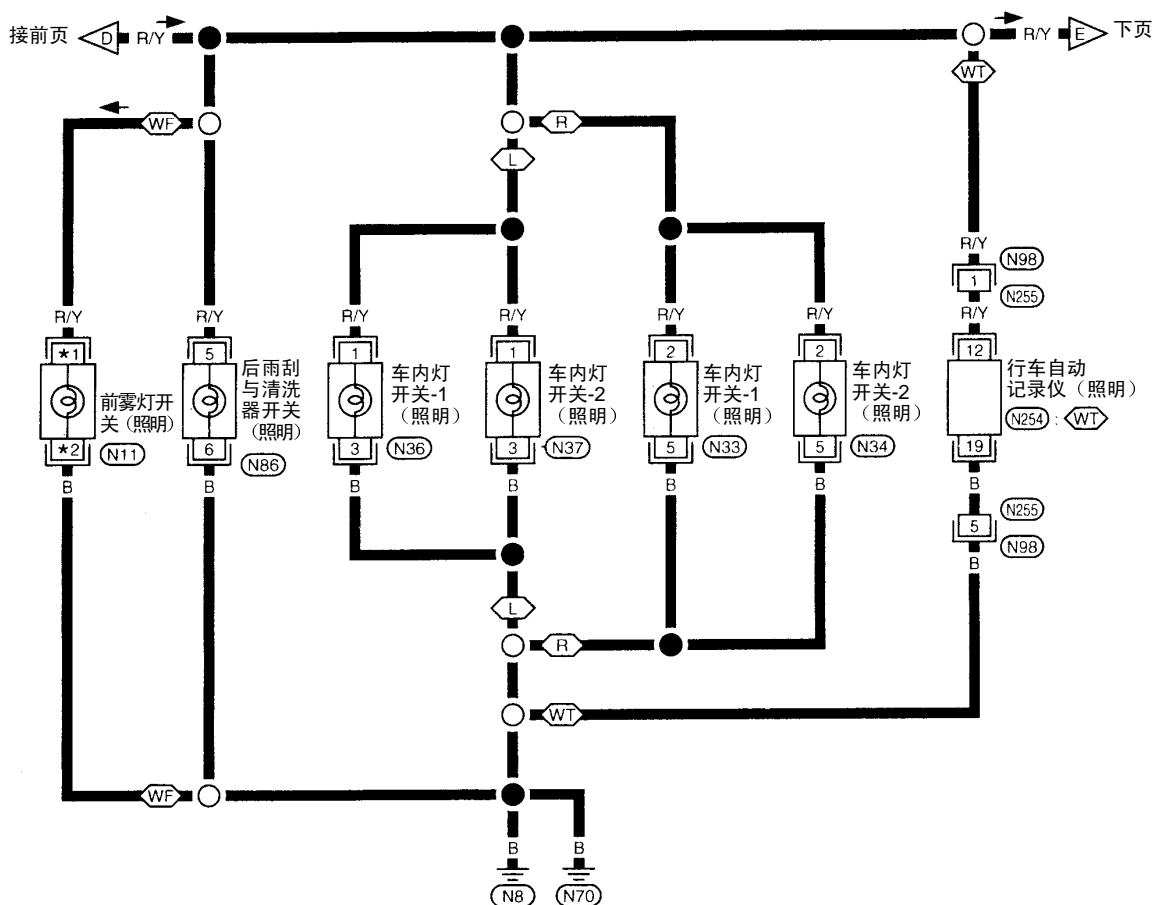 接前页 D R/Y R/Y E 下页
WF
WT
R
L
R/Y N98
1
N255
R/Y R/Y R/Y R/Y R/Y R/Y R/Y
★1
前雾灯开
关（照明）
★2
N11
5
后雨刮
与清洗
器开关
（照明）
6
N86
1
车内灯
开关-1
（照明）
3
N36
1
车内灯
开关-2
（照明）
3
N37
2
车内灯
开关-1
（照明）
5
N33
2
车内灯
开关-2
（照明）
5
N34
12
行车自动
记录仪（照明）
N254 : WT
19
B B B B B B B
N255
5
N98
B
L
R
WT
WF
B B
N8 N70